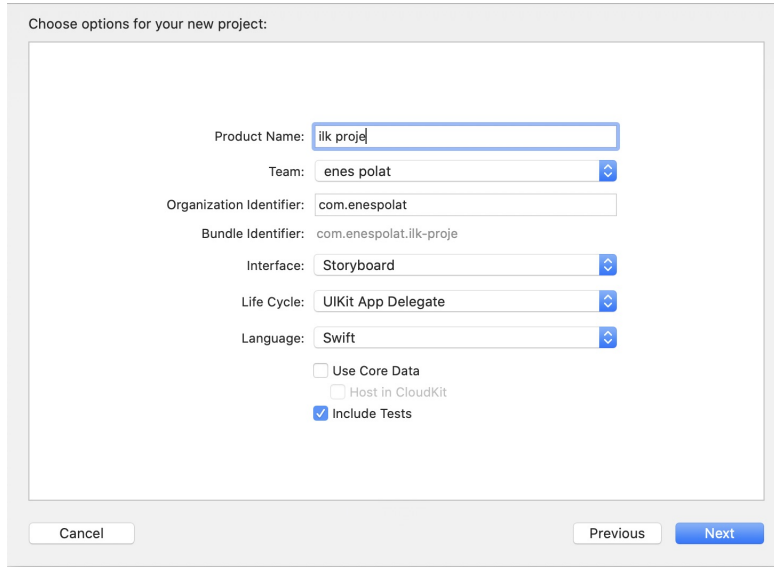 Choose options for your new project:
Product Name: ilk proje
Team: enes polat
Organization Identifier: com.enespolat
Bundle Identifier: com.enespolat.ilk-proje
Interface: Storyboard
Life Cycle: UIKit App Delegate
Language: Swift
Use Core Data
Host in CloudKit
Include Tests
Cancel Previous Next